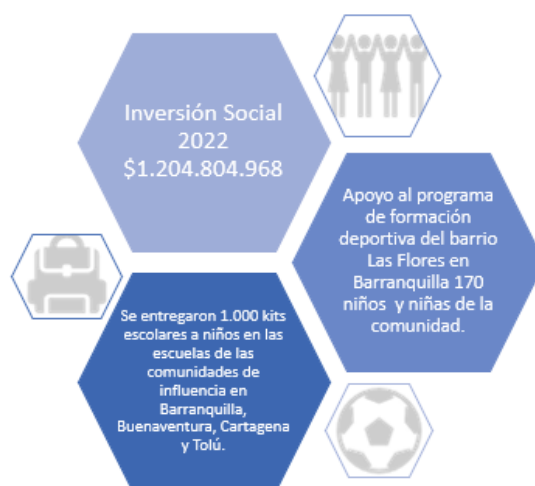 Inversión Social
2022
$1.204.804.968
Apoyo al programa
de formación
deportiva del barrio
Las Flores en
Barranquilla 170
niños y niñas de la
comunidad.
Se entregaron 1.000 kits
escolares a niños en las
escuelas de las
comunidades de
influencia en
Barranquilla,
Buenaventura, Cartagena
y Tolú.